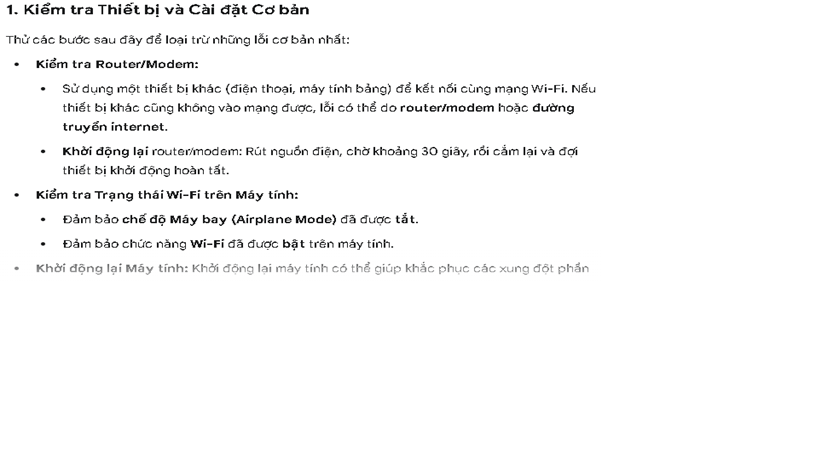 1. Kiểm tra Thiết bị và Cài đặt Cơ bản
Thử các bước sau đây để loại trừ những lỗi cơ bản nhất:
• Kiểm tra Router/Modem:
• Sử dụng một thiết bị khác (điện thoại, máy tính bảng) để kết nối cùng mạng Wi-Fi. Nếu
thiết bị khác cũng không vào mạng được, lỗi có thể do router/modem hoặc đường
truyền internet.
• Khởi động lại router/modem: Rút nguồn điện, chờ khoảng 30 giây, rồi cắm lại và đợi
thiết bị khởi động hoàn tất.
• Kiểm tra Trạng thái Wi-Fi trên Máy tính:
• Đảm bảo chế độ Máy bay (Airplane Mode) đã được tắt.
• Đảm bảo chức năng Wi-Fi đã được bật trên máy tính.
• Khởi động lại Máy tính: Khởi động lại máy tính có thể giúp khắc phục các xung đột phần